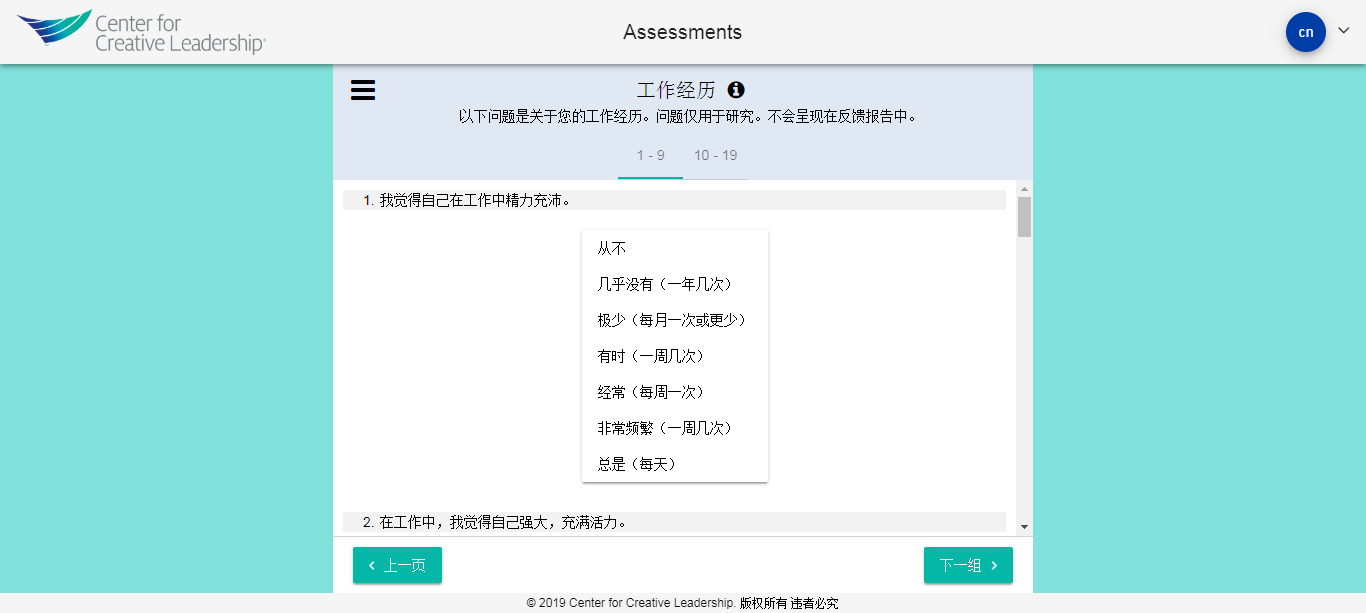 Center for
Creative Leadership®
Assessments
cn
工作经历
以下问题是关于您的工作经历。问题仅用于研究。不会呈现在反馈报告中。
1 - 9 10 - 19
1. 我觉得自己在工作中精力充沛。
从不
几乎没有（一年几次）
极少（每月一次或更少）
有时（一周几次）
经常（每周一次）
非常频繁（一周几次）
总是（每天）
2. 在工作中，我觉得自己强大，充满活力。
上一页 下一组
© 2019 Center for Creative Leadership. 版权所有 违者必究